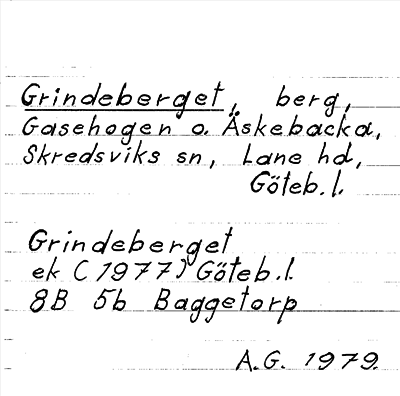 Grindeberget, berg,
Gasehogen o. Äskebacka,
Skredsviks sn, Lane hd,
Göteb.l.
Grindeberget
ek (1977) Göteb.l.
8B 5b Baggetorp
A.G. 1979.